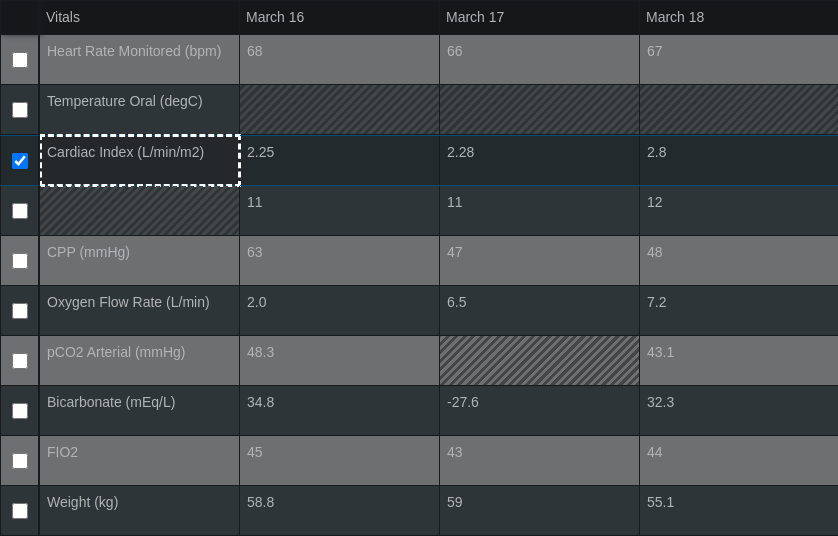 Vitals March 16 March 17 March 18
Heart Rate Monitored (bpm) 68 66 67
Temperature Oral (degC)
Cardiac Index (L/min/m2) 2.25 2.28 2.8
11 11 12
CPP (mmHg) 63 47 48
Oxygen Flow Rate (L/min) 2.0 6.5 7.2
pCO2 Arterial (mmHg) 48.3 43.1
Bicarbonate (mEq/L) 34.8 -27.6 32.3
FIO2 45 43 44
Weight (kg) 58.8 59 55.1